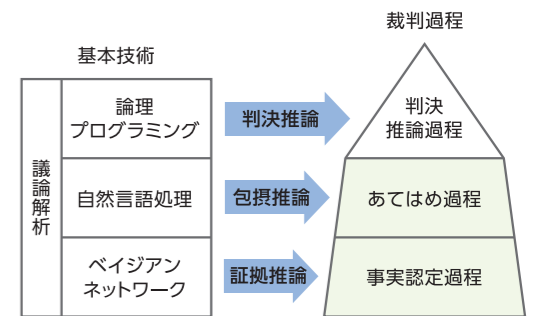 裁判過程
基本技術
議論解析
論理
プログラミング
判決推論
判決
推論過程
自然言語処理
包摂推論
あてはめ過程
ベイジアン
ネットワーク
証拠推論
事実認定過程